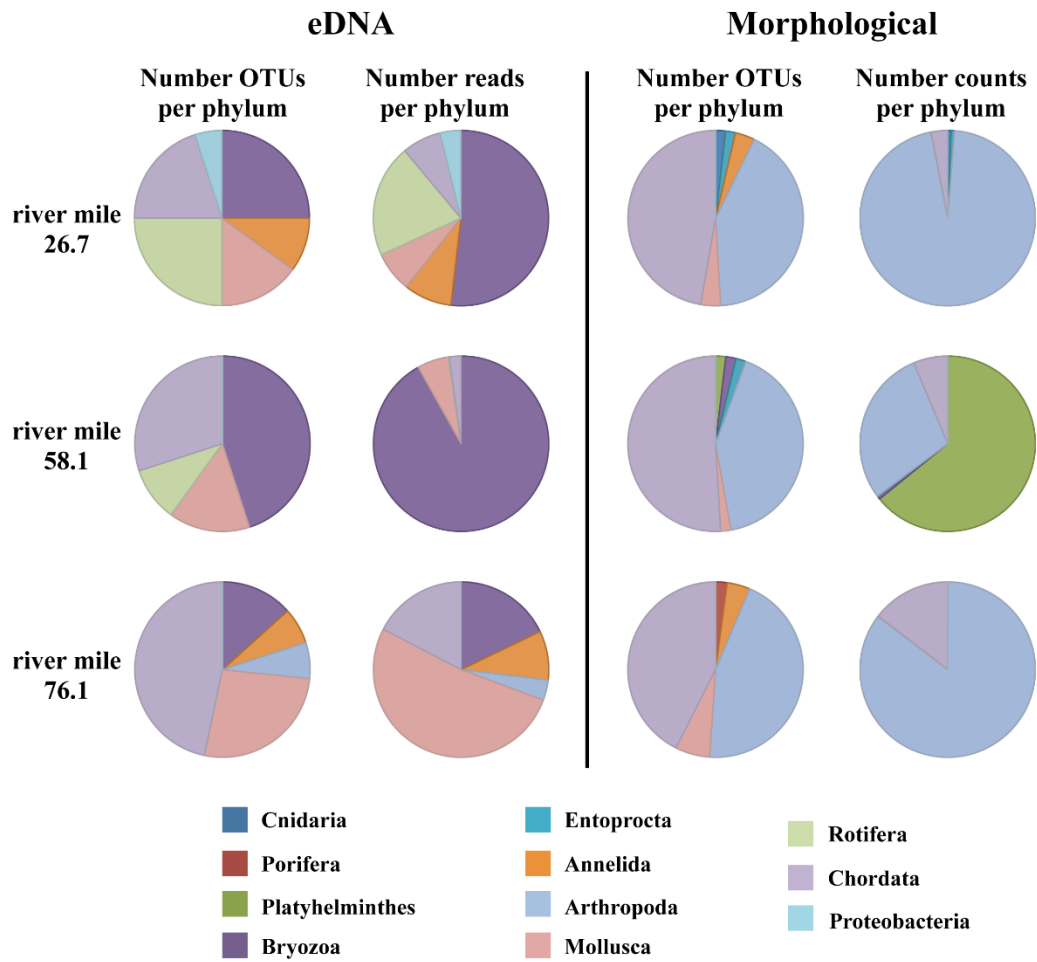 eDNA
Morphological
Number OTUs
per phylum
Number reads
per phylum
Number OTUs
per phylum
Number counts
per phylum
river mile
26.7
river mile
58.1
river mile
76.1
Cnidaria
Porifera
Platyhelminthes
Bryozoa
Entoprocta
Annelida
Arthropoda
Mollusca
Rotifera
Chordata
Proteobacteria